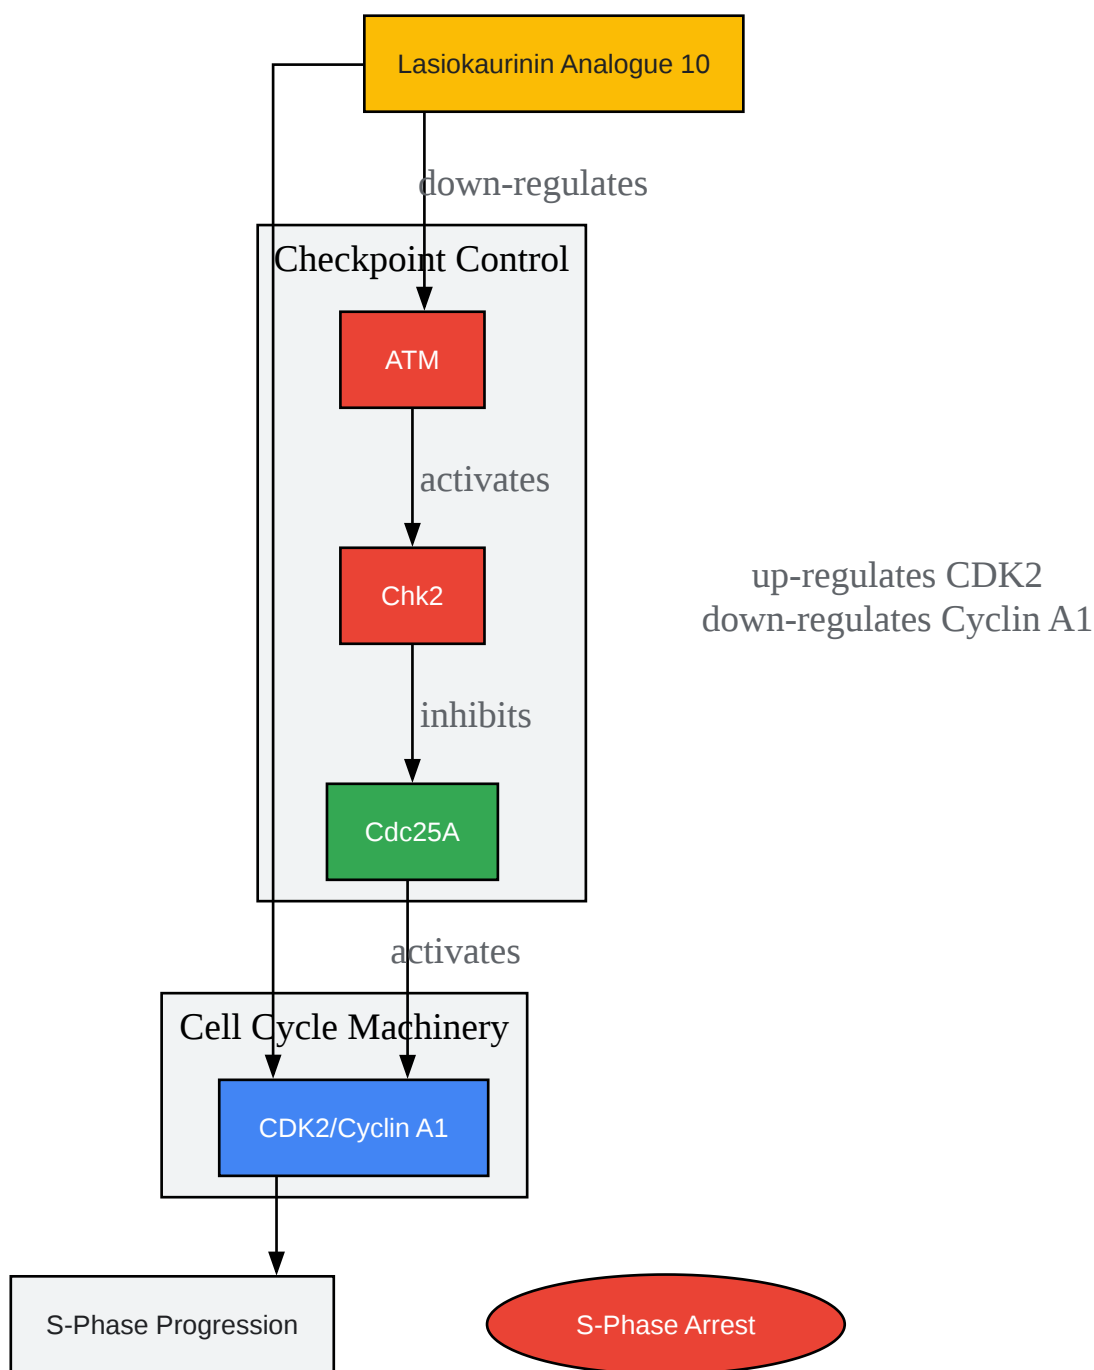 Lasiokaurinin Analogue 10
down-regulates
Checkpoint Control
ATM
activates
Chk2
up-regulates CDK2
down-regulates Cyclin A1
inhibits
Cdc25A
activates
Cell Cycle Machinery
CDK2/Cyclin A1
S-Phase Progression
S-Phase Arrest